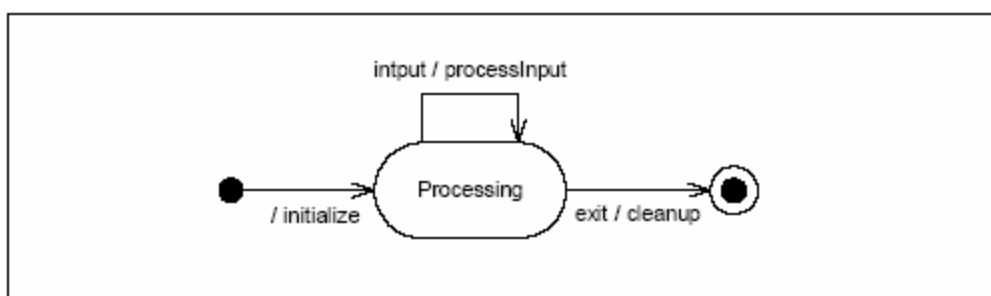 intput / processInput
Processing
/ initialize
exit / cleanup